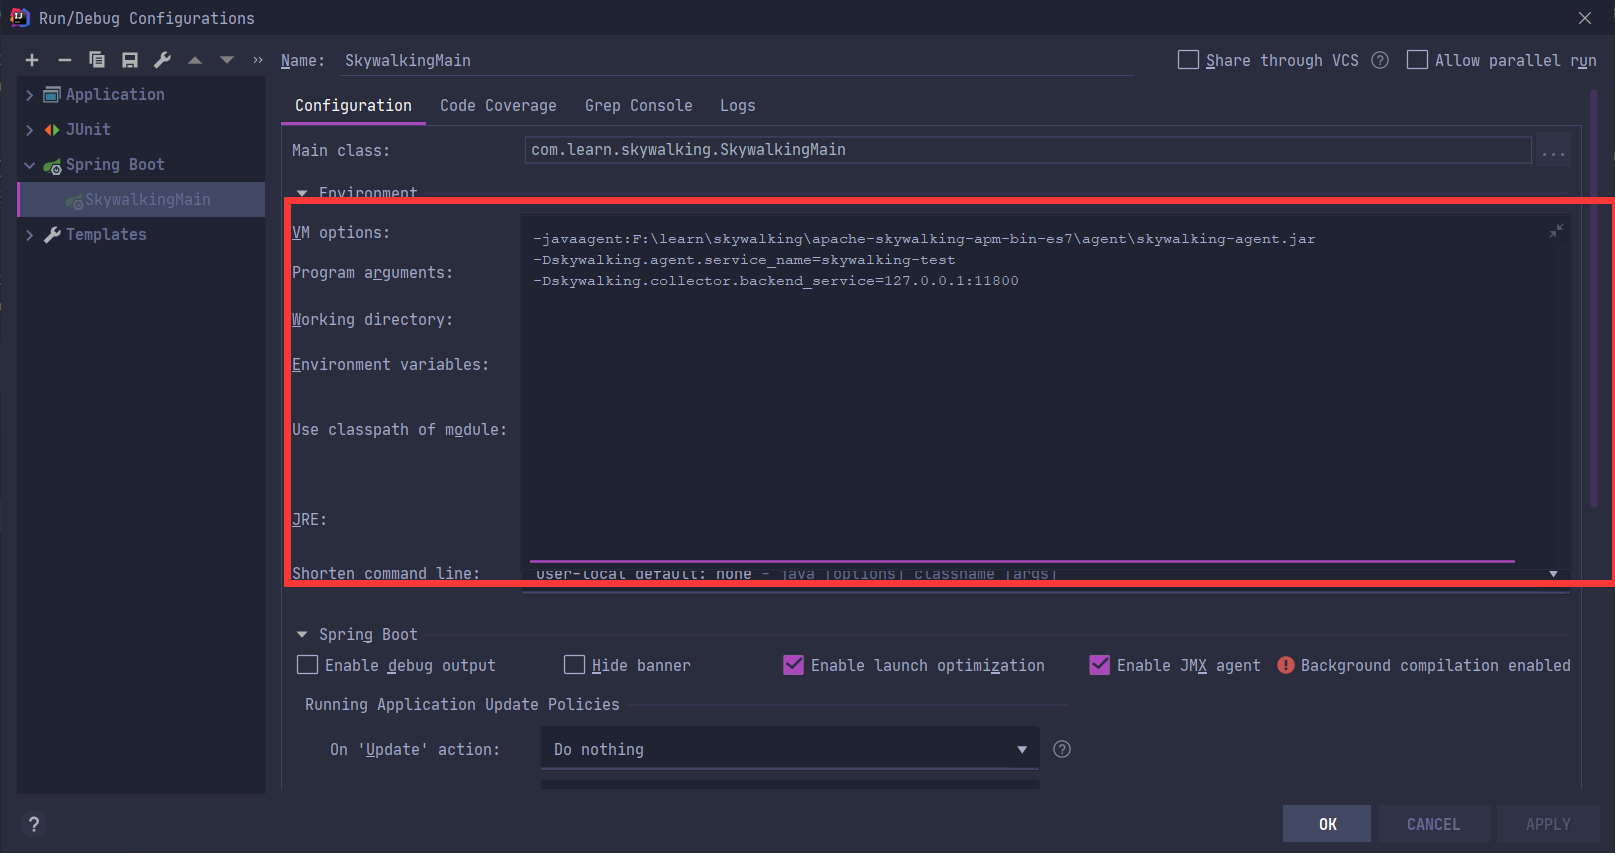 Run/Debug Configurations
Name: SkywalkingMain
Share through VCS ?
Allow parallel run
Application
JUnit
Spring Boot
SkywalkingMain
Templates
Configuration Code Coverage Grep Console Logs
Main class: com.learn.skywalking.SkywalkingMain ...
Environment
VM options:
-javaagent:F:\learn\skywalking\apache-skywalking-apm-bin-es7\agent\skywalking-agent.jar
-Dskywalking.agent.service_name=skywalking-test
-Dskywalking.collector.backend_service=127.0.0.1:11800
Program arguments:
Working directory:
Environment variables:
Use classpath of module:
JRE:
Shorten command line: user-local default: none - java [options] classname [args]
Spring Boot
Enable debug output Hide banner Enable launch optimization Enable JMX agent Background compilation enabled
Running Application Update Policies
On 'Update' action: Do nothing ?
? OK CANCEL APPLY